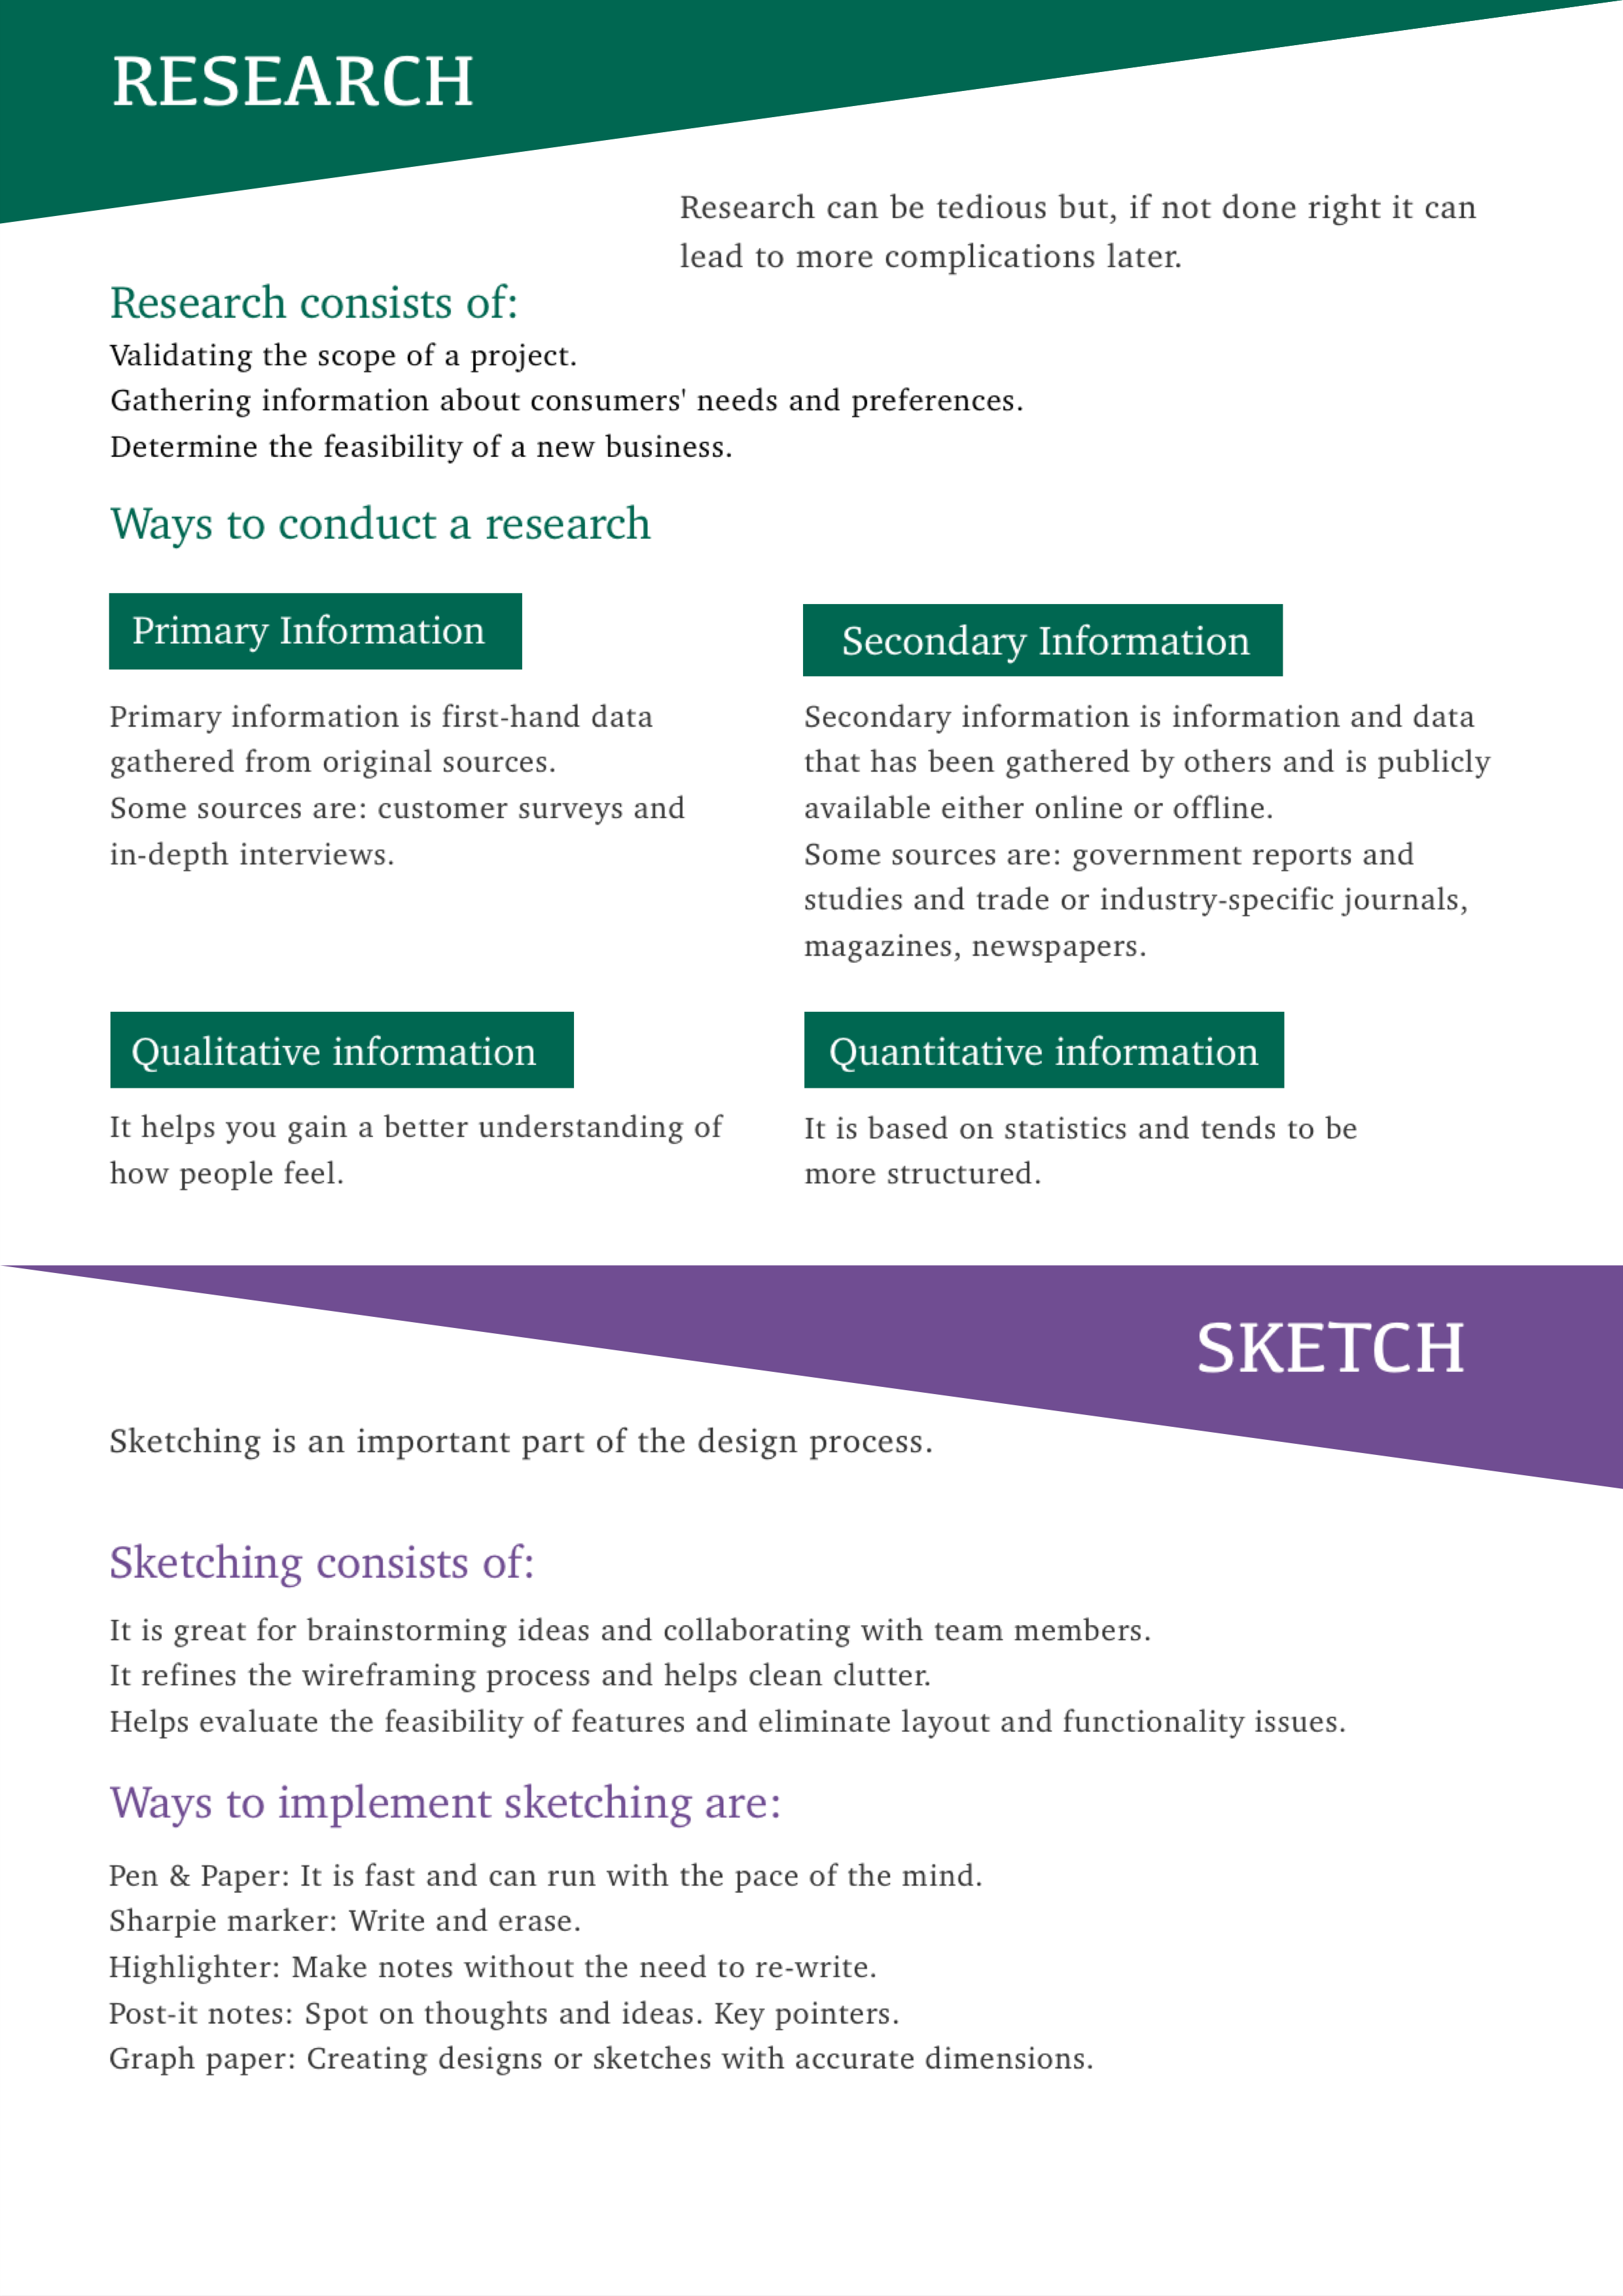 RESEARCH
Research can be tedious but, if not done right it can
lead to more complications later.
Research consists of:
Validating the scope of a project.
Gathering information about consumers' needs and preferences.
Determine the feasibility of a new business.
Ways to conduct a research
Primary Information
Primary information is first-hand data
gathered from original sources.
Some sources are: customer surveys and
in-depth interviews.
Secondary Information
Secondary information is information and data
that has been gathered by others and is publicly
available either online or offline.
Some sources are: government reports and
studies and trade or industry-specific journals,
magazines, newspapers.
Qualitative information
It helps you gain a better understanding of
how people feel.
Quantitative information
It is based on statistics and tends to be
more structured.
SKETCH
Sketching is an important part of the design process.
Sketching consists of:
It is great for brainstorming ideas and collaborating with team members.
It refines the wireframing process and helps clean clutter.
Helps evaluate the feasibility of features and eliminate layout and functionality issues.
Ways to implement sketching are:
Pen & Paper: It is fast and can run with the pace of the mind.
Sharpie marker: Write and erase.
Highlighter: Make notes without the need to re-write.
Post-it notes: Spot on thoughts and ideas. Key pointers.
Graph paper: Creating designs or sketches with accurate dimensions.